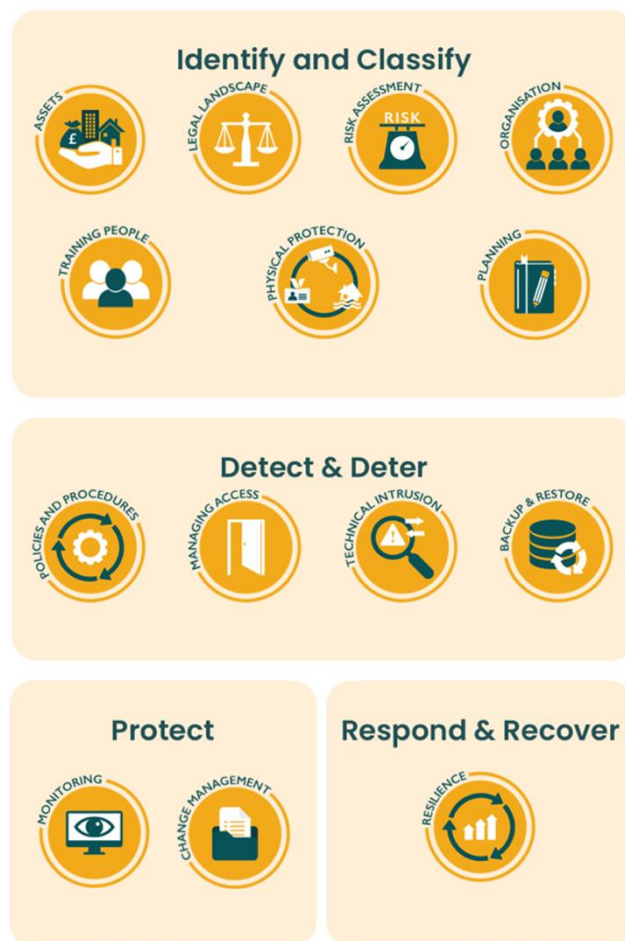 Identify and Classify
ASSETS
LEGAL LANDSCAPE
RISK ASSESSMENT
RISK
ORGANISATION
£
TRAINING PEOPLE
PHYSICAL PROTECTION
PLANNING
Detect & Deter
POLICIES AND PROCEDURES
MANAGING ACCESS
TECHNICAL INTRUSION
BACKUP & RESTORE
Protect
MONITORING
CHANGE MANAGEMENT
Respond & Recover
RESILIENCE